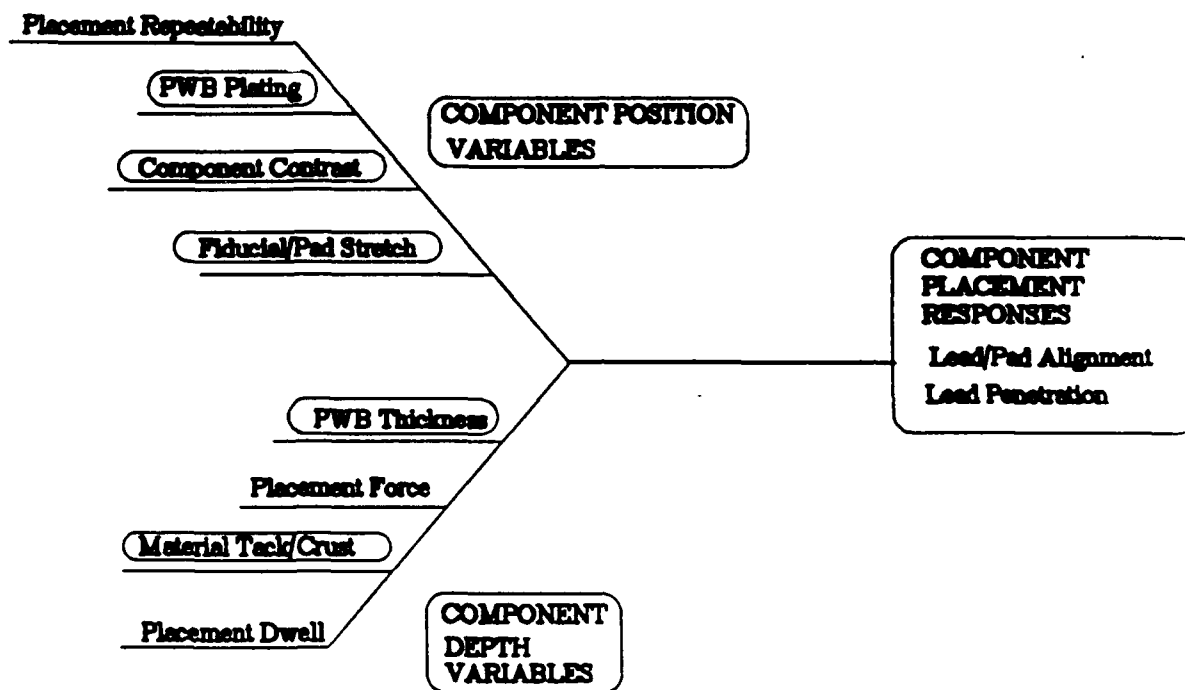 Placement Repeatability
PWB Plating
Component Contrast
Fiducial/Pad Stretch
COMPONENT POSITION
VARIABLES
COMPONENT
PLACEMENT
RESPONSES
Lead/Pad Alignment
Lead Penetration
PWB Thickness
Placement Force
Material Tack/Crust
Placement Dwell
COMPONENT
DEPTH
VARIABLES